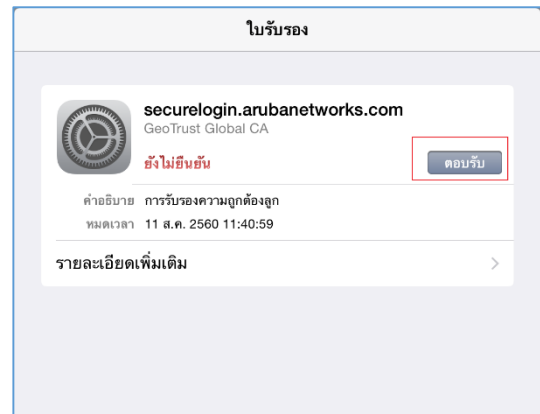 ใบรับรอง
securelogin.arubanetworks.com
GeoTrust Global CA
ยังไม่ยืนยัน
ตอบรับ
คำอธิบาย การรับรองความถูกต้องลูก
หมดเวลา 11 ส.ค. 2560 11:40:59
รายละเอียดเพิ่มเติม